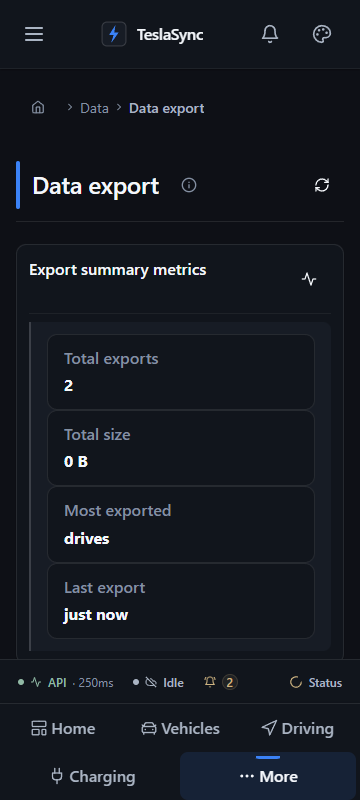 TeslaSync
Data Data export
Data export
Export summary metrics
Total exports
2
Total size
0 B
Most exported
drives
Last export
just now
API · 250ms Idle 2 Status
Home Vehicles Driving
Charging More